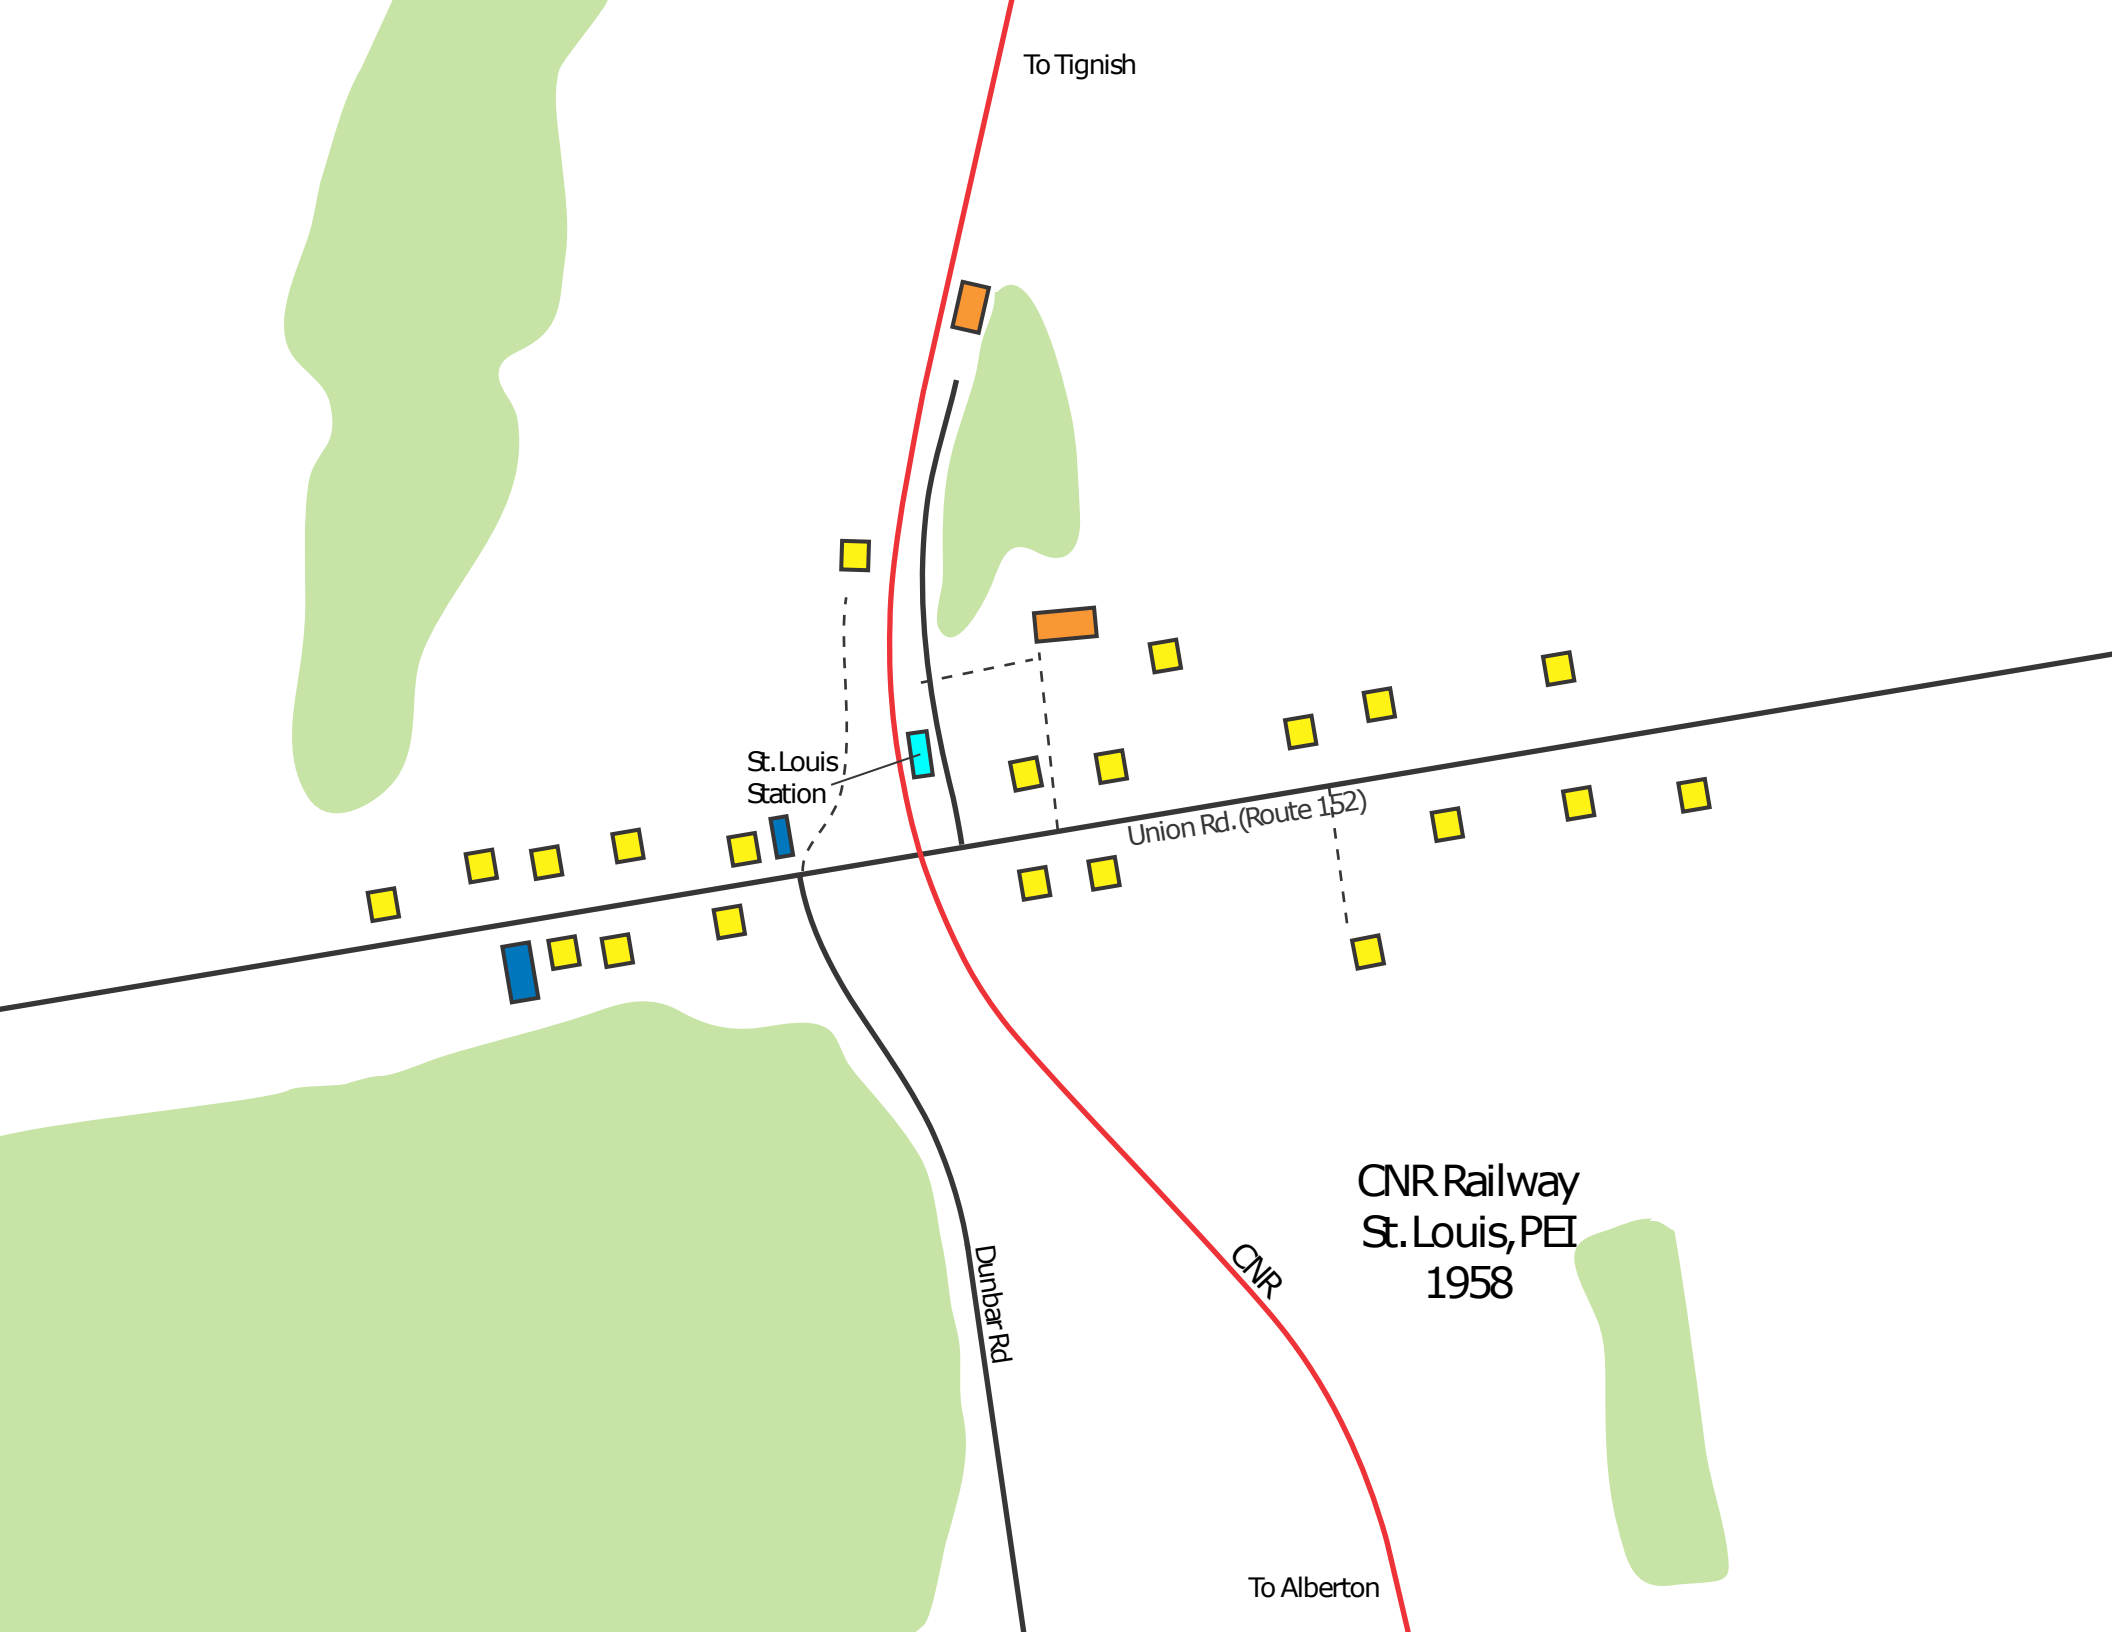 To Tignish
St. Louis
Station
Union Rd. (Route 152)
CNR Railway
St. Louis, PEI
1958
CNR
Dunbar Rd
To Alberton